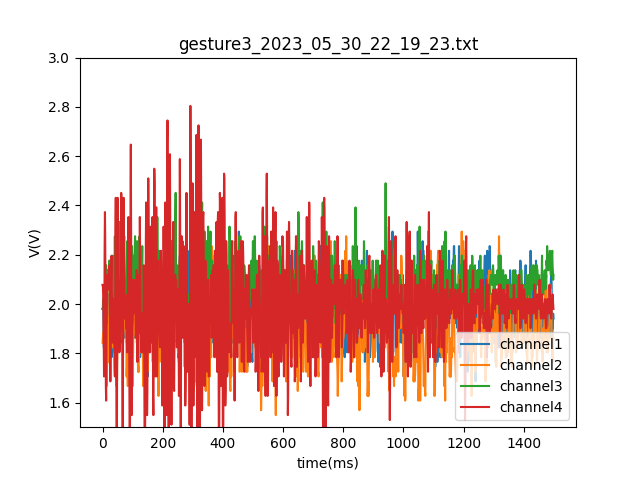 gesture3_2023_05_30_22_19_23.txt
3.0
2.8
2.6
2.4
2.2
2.0
1.8
1.6
V(V)
0 200 400 600 800 1000 1200 1400
time(ms)
channel1
channel2
channel3
channel4